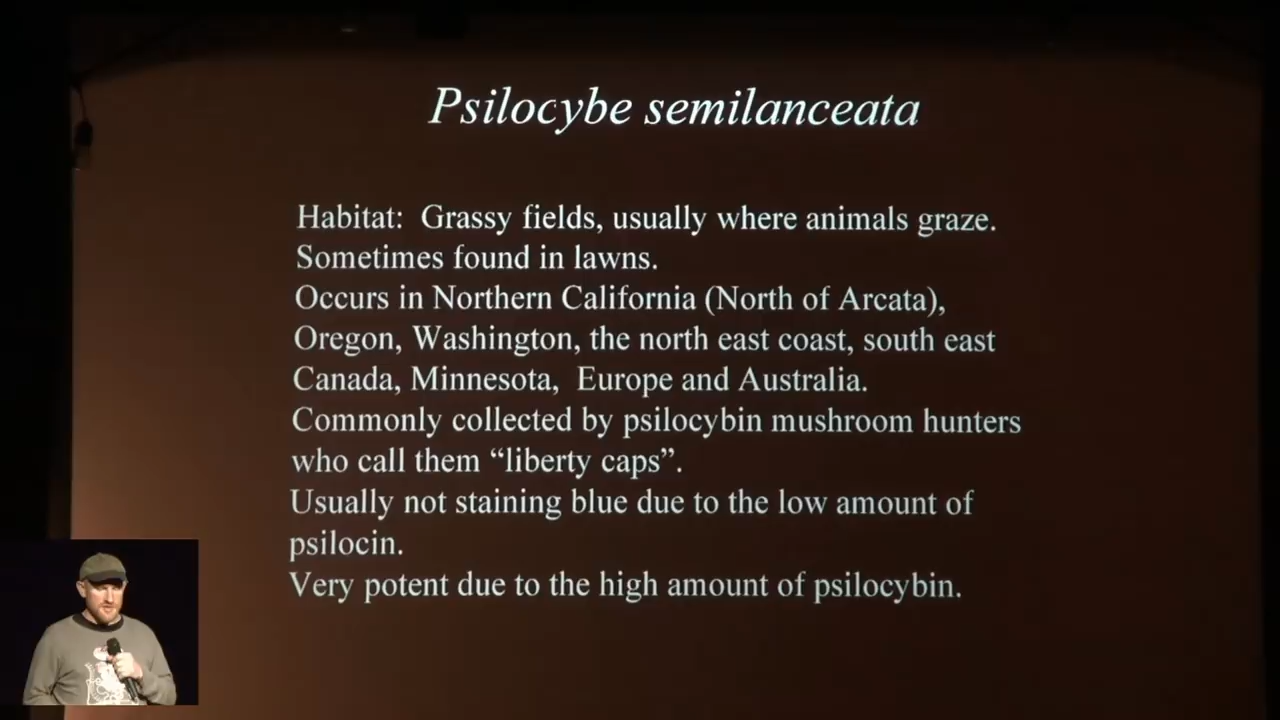 Psilocybe semilanceata
Habitat:  Grassy fields, usually where animals graze.
Sometimes found in lawns.
Occurs in Northern California (North of Arcata),
Oregon, Washington, the north east coast, south east
Canada, Minnesota,  Europe and Australia.
Commonly collected by psilocybin mushroom hunters
who call them “liberty caps”.
Usually not staining blue due to the low amount of
psilocin.
Very potent due to the high amount of psilocybin.